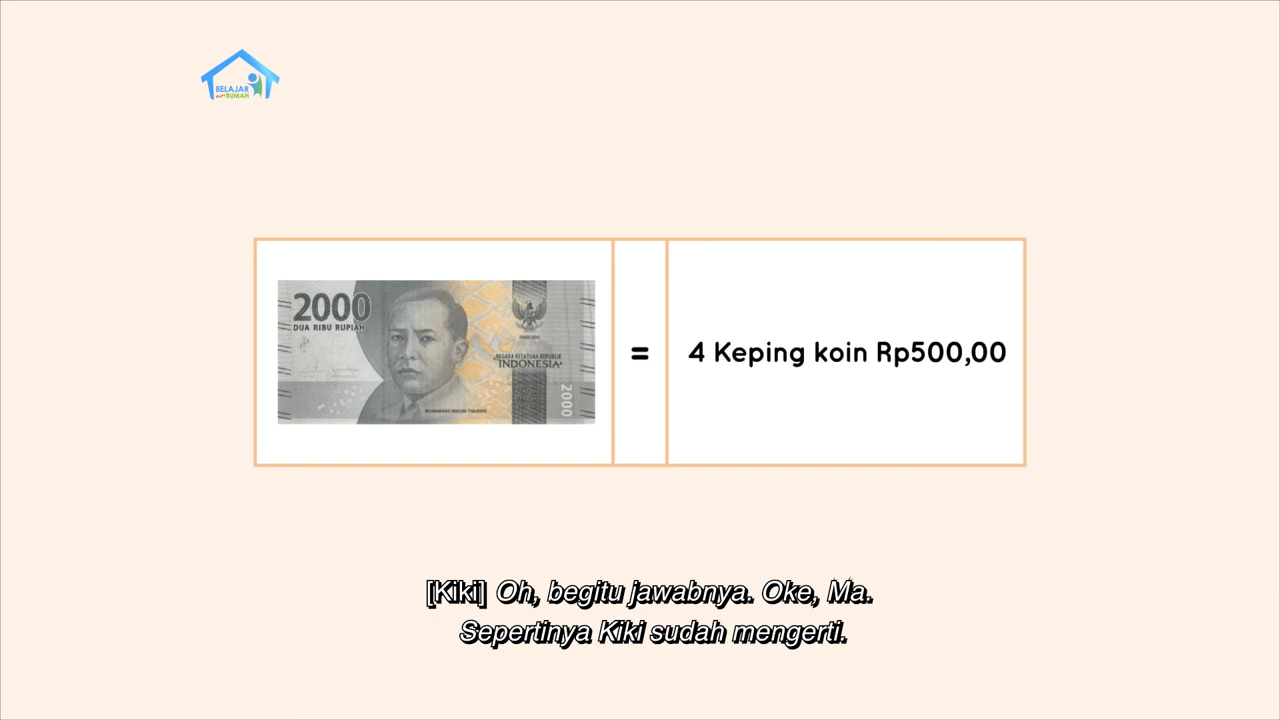 BELAJAR
dari RUMAH
2000
DUA RIBU RUPIAH
NEGARA KESATUAN REPUBLIK
INDONESIA
2000
=
4 Keping koin Rp500,00
[Kiki] Oh, begitu jawabnya. Oke, Ma.
Sepertinya Kiki sudah mengerti.